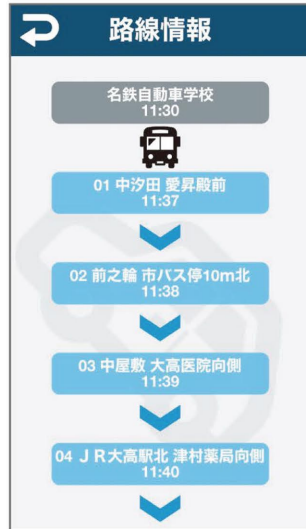 路線情報
名鉄自動車学校
11:30
01 中汐田 愛昇殿前
11:37
02 前之輪 市バス停10m北
11:38
03 中屋敷 大高医院向側
11:39
04 ＪＲ大高駅北 津村薬局向側
11:40